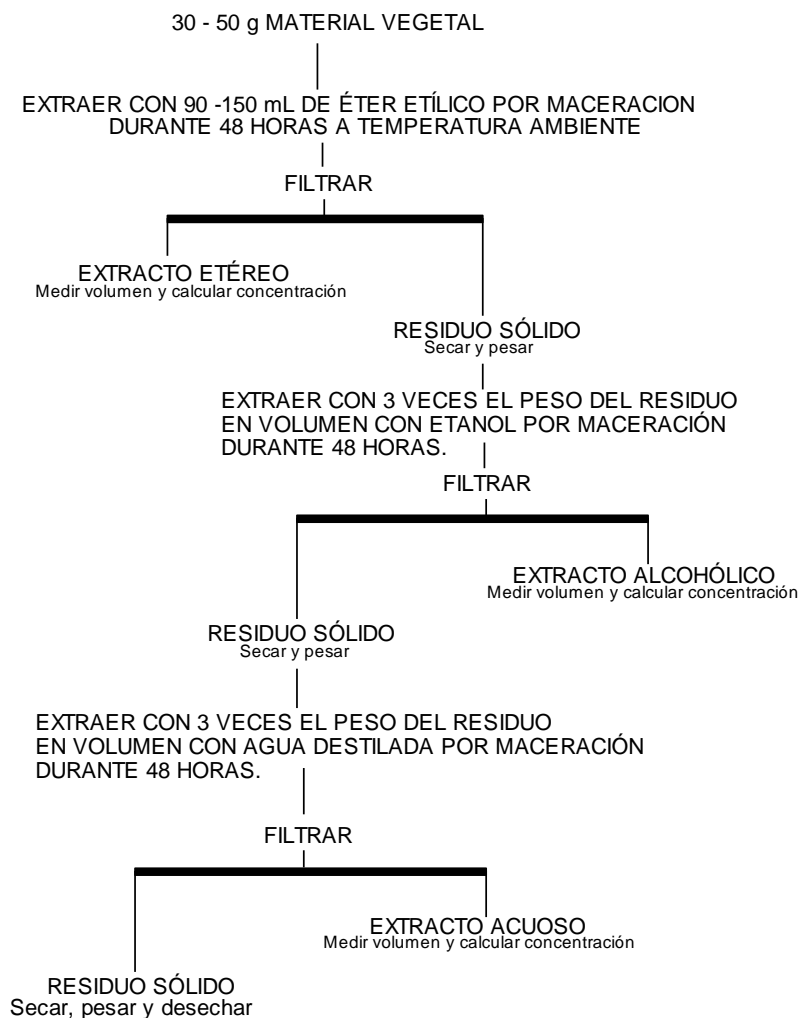 30 - 50 g MATERIAL VEGETAL
EXTRAER CON 90 -150 mL DE ÉTER ETÍLICO POR MACERACION
DURANTE 48 HORAS A TEMPERATURA AMBIENTE
FILTRAR
EXTRACTO ETÉREO
Medir volumen y calcular concentración
RESIDUO SÓLIDO
Secar y pesar
EXTRAER CON 3 VECES EL PESO DEL RESIDUO
EN VOLUMEN CON ETANOL POR MACERACIÓN
DURANTE 48 HORAS.
FILTRAR
EXTRACTO ALCOHÓLICO
Medir volumen y calcular concentración
RESIDUO SÓLIDO
Secar y pesar
EXTRAER CON 3 VECES EL PESO DEL RESIDUO
EN VOLUMEN CON AGUA DESTILADA POR MACERACIÓN
DURANTE 48 HORAS.
FILTRAR
EXTRACTO ACUOSO
Medir volumen y calcular concentración
RESIDUO SÓLIDO
Secar, pesar y desechar